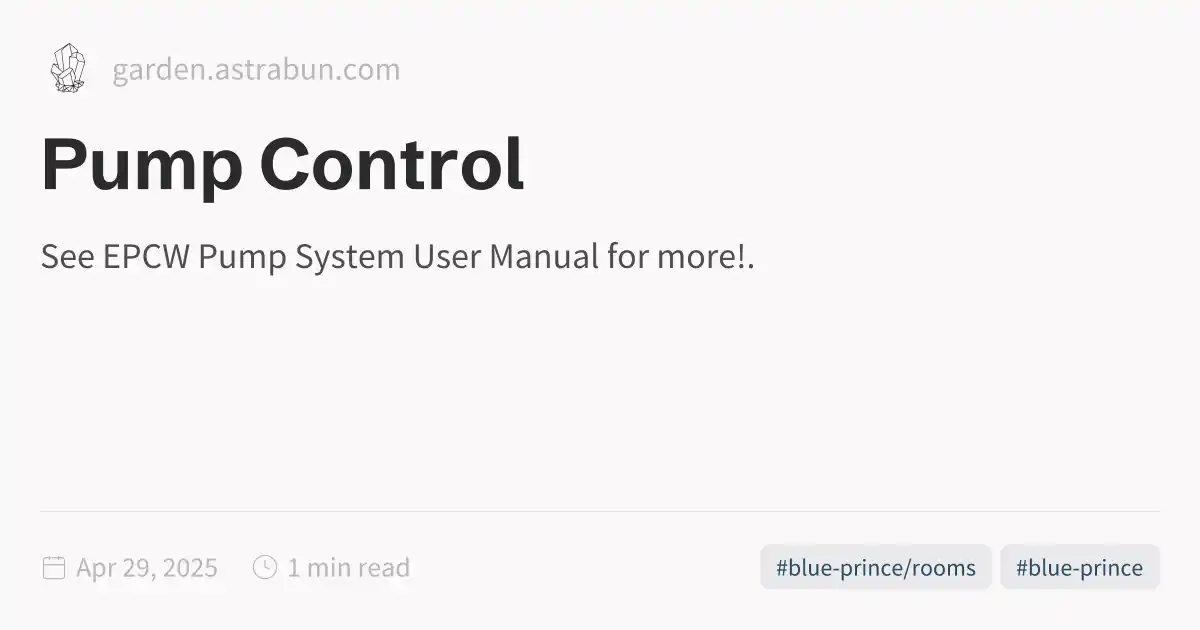 garden.astrabun.com
Pump Control
See EPCW Pump System User Manual for more!.
Apr 29, 2025 1 min read #blue-prince/rooms #blue-prince